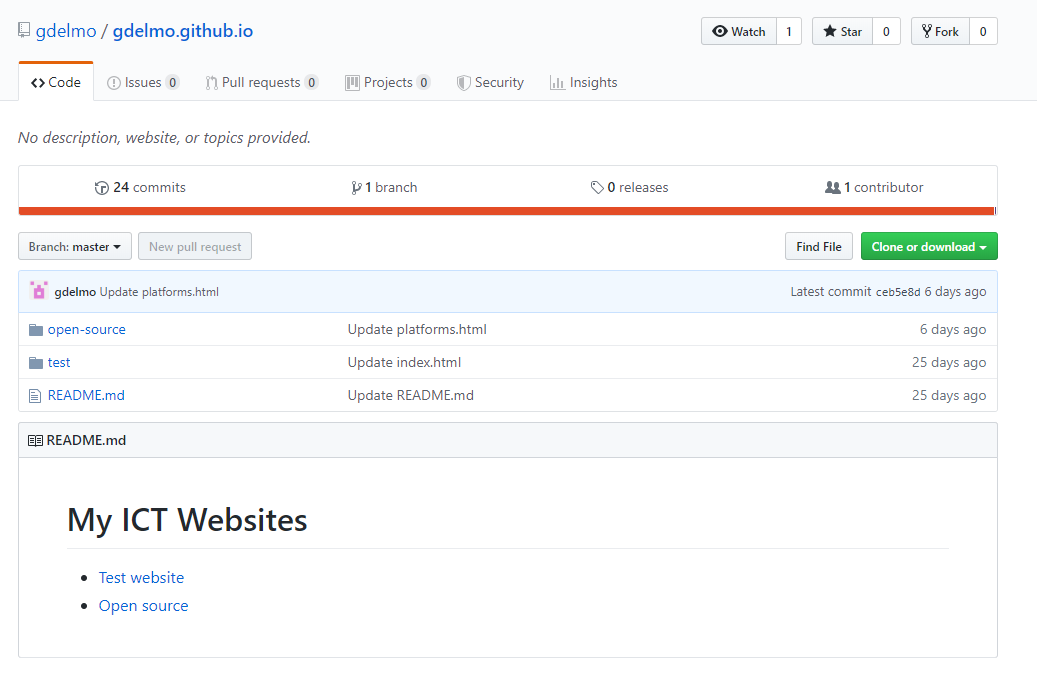 gdelmo / gdelmo.github.io
Watch 1 Star 0 Fork 0
Code Issues 0 Pull requests 0 Projects 0 Security Insights
No description, website, or topics provided.
24 commits 1 branch 0 releases 1 contributor
Branch: master New pull request Find File Clone or download
gdelmo Update platforms.html Latest commit ceb5e8d 6 days ago
open-source Update platforms.html 6 days ago
test Update index.html 25 days ago
README.md Update README.md 25 days ago
README.md
My ICT Websites
Test website
Open source